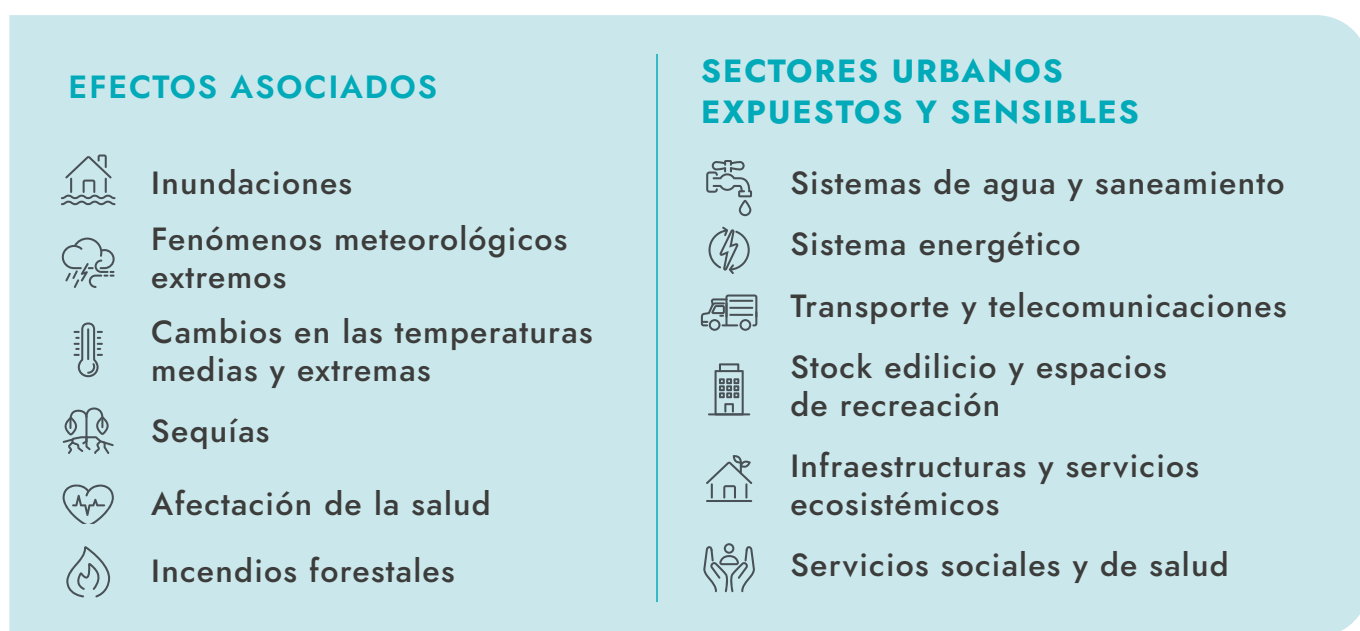 EFECTOS ASOCIADOS
Inundaciones
Fenómenos meteorológicos
extremos
Cambios en las temperaturas
medias y extremas
Sequías
Afectación de la salud
Incendios forestales
SECTORES URBANOS
EXPUESTOS Y SENSIBLES
Sistemas de agua y saneamiento
Sistema energético
Transporte y telecomunicaciones
Stock edilicio y espacios
de recreación
Infraestructuras y servicios
ecosistémicos
Servicios sociales y de salud